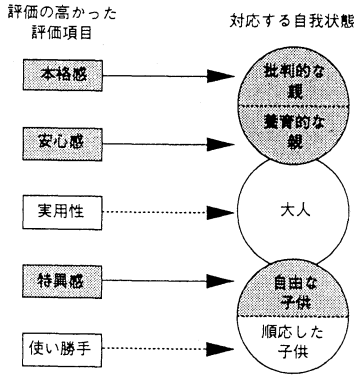 評価の高かった
評価項目
対応する自我状態
本格感
批判的な
親
安心感
養育的な
親
実用性
大人
特異感
自由な
子供
使い勝手
順応した
子供